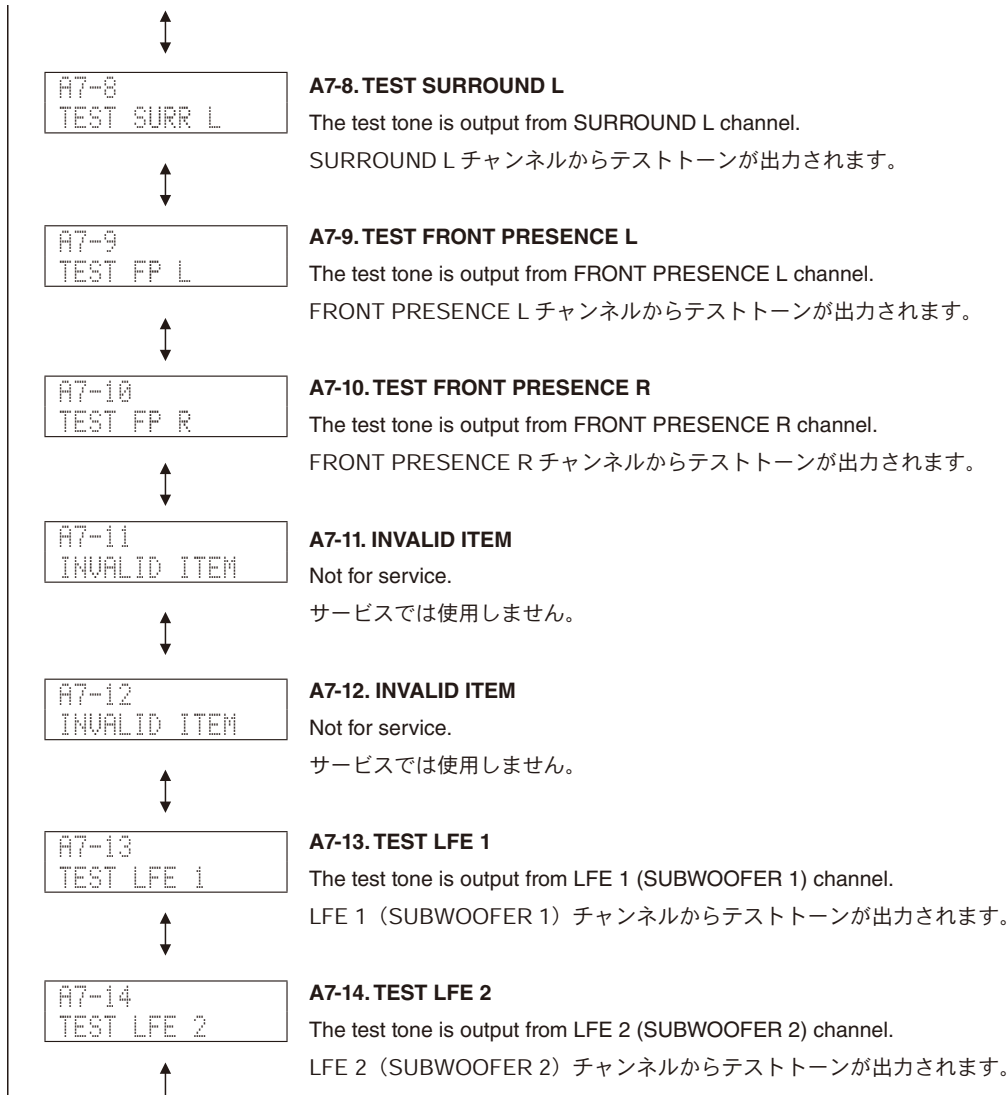 A7-8
TEST SURR L
A7-8. TEST SURROUND L
The test tone is output from SURROUND L channel.
SURROUND L チャンネルからテストトーンが出力されます。
A7-9
TEST FP L
A7-9. TEST FRONT PRESENCE L
The test tone is output from FRONT PRESENCE L channel.
FRONT PRESENCE L チャンネルからテストトーンが出力されます。
A7-10
TEST FP R
A7-10. TEST FRONT PRESENCE R
The test tone is output from FRONT PRESENCE R channel.
FRONT PRESENCE R チャンネルからテストトーンが出力されます。
A7-11
INVALID ITEM
A7-11. INVALID ITEM
Not for service.
サービスでは使用しません。
A7-12
INVALID ITEM
A7-12. INVALID ITEM
Not for service.
サービスでは使用しません。
A7-13
TEST LFE 1
A7-13. TEST LFE 1
The test tone is output from LFE 1 (SUBWOOFER 1) channel.
LFE 1（SUBWOOFER 1）チャンネルからテストトーンが出力されます。
A7-14
TEST LFE 2
A7-14. TEST LFE 2
The test tone is output from LFE 2 (SUBWOOFER 2) channel.
LFE 2（SUBWOOFER 2）チャンネルからテストトーンが出力されます。